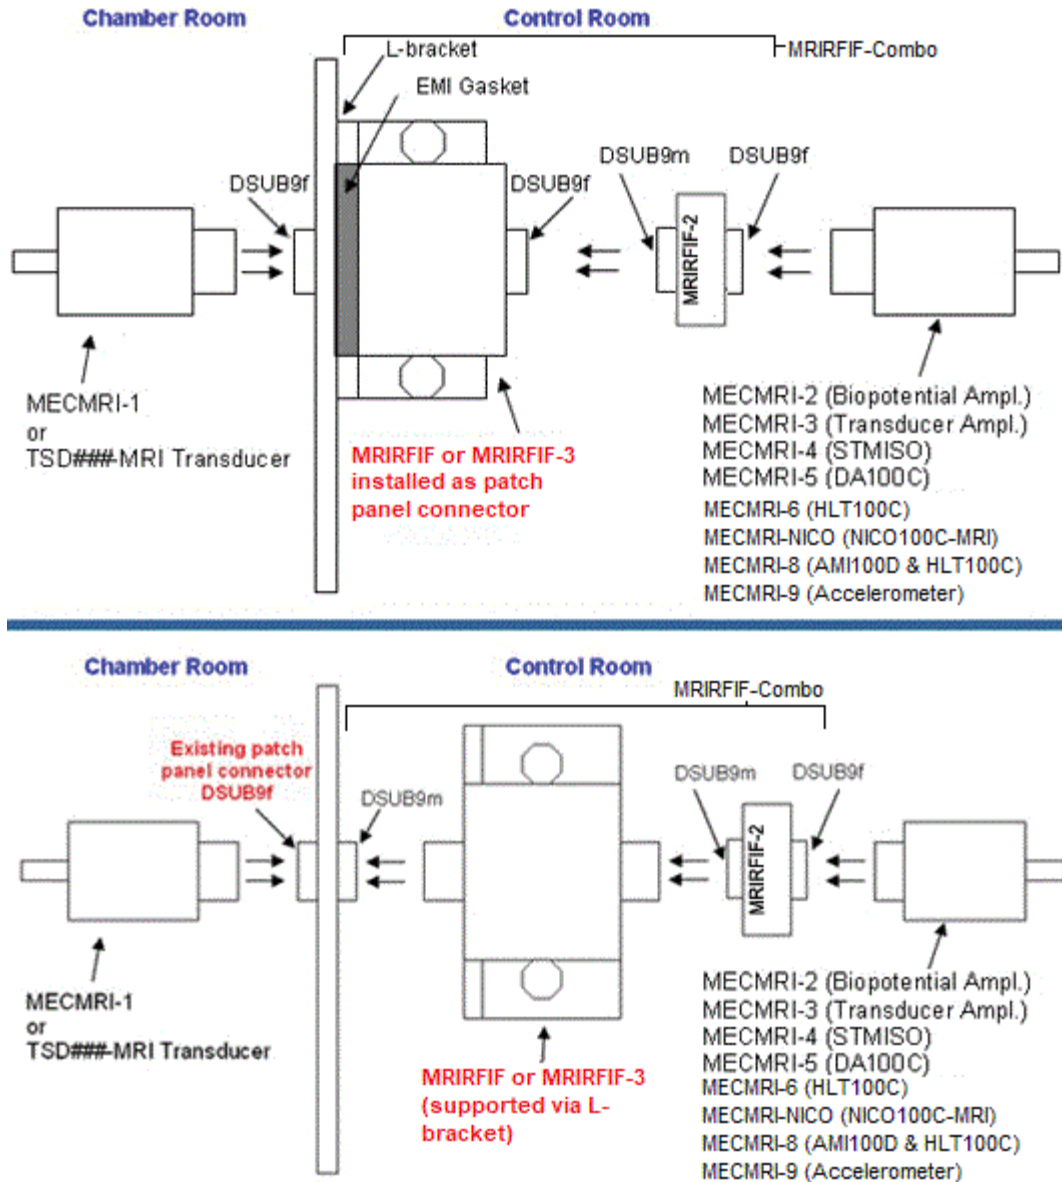 Chamber Room
Control Room
L-bracket
MRIRFIF-Combo
EMI Gasket
DSUB9m
DSUB9f
DSUB9f
DSUB9f
MRIRFIF-2
MECMRI-1
or
TSD###-MRI Transducer
MRIRFIF or MRIRFIF-3
installed as patch
panel connector
MECMRI-2 (Biopotential Ampl.)
MECMRI-3 (Transducer Ampl.)
MECMRI-4 (STMISO)
MECMRI-5 (DA100C)
MECMRI-6 (HLT100C)
MECMRI-NICO (NICO100C-MRI)
MECMRI-8 (AMI100D & HLT100C)
MECMRI-9 (Accelerometer)
Chamber Room
Control Room
MRIRFIF-Combo
Existing patch
panel connector
DSUB9f
DSUB9m
DSUB9m
DSUB9f
MRIRFIF-2
MECMRI-1
or
TSD###-MRI Transducer
MRIRFIF or MRIRFIF-3
(supported via L-
bracket)
MECMRI-2 (Biopotential Ampl.)
MECMRI-3 (Transducer Ampl.)
MECMRI-4 (STMISO)
MECMRI-5 (DA100C)
MECMRI-6 (HLT100C)
MECMRI-NICO (NICO100C-MRI)
MECMRI-8 (AMI100D & HLT100C)
MECMRI-9 (Accelerometer)